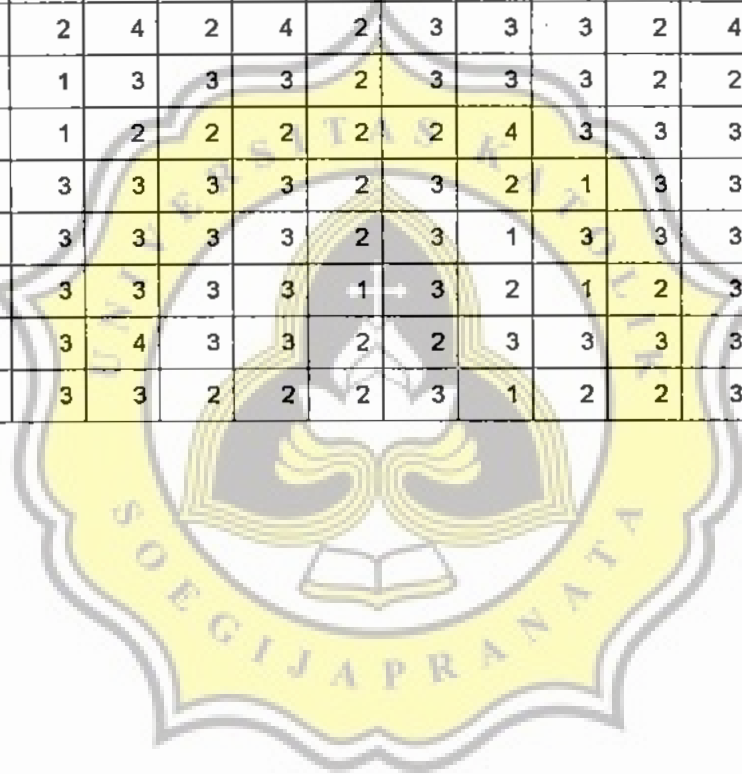 2 4 2 4 2 3 3 3 2 4
1 3 3 3 2 3 3 3 2 2
1 2 2 2 2 2 4 3 3 3
3 3 3 3 2 3 2 1 3 3
3 3 3 3 2 3 1 3 3 3
3 3 3 3 1 3 2 1 2 3
3 4 3 3 2 2 3 3 3 3
3 3 2 2 2 3 1 2 2 3
UNIVERSITAS KATOLIK
SOEGIJAPRANATA